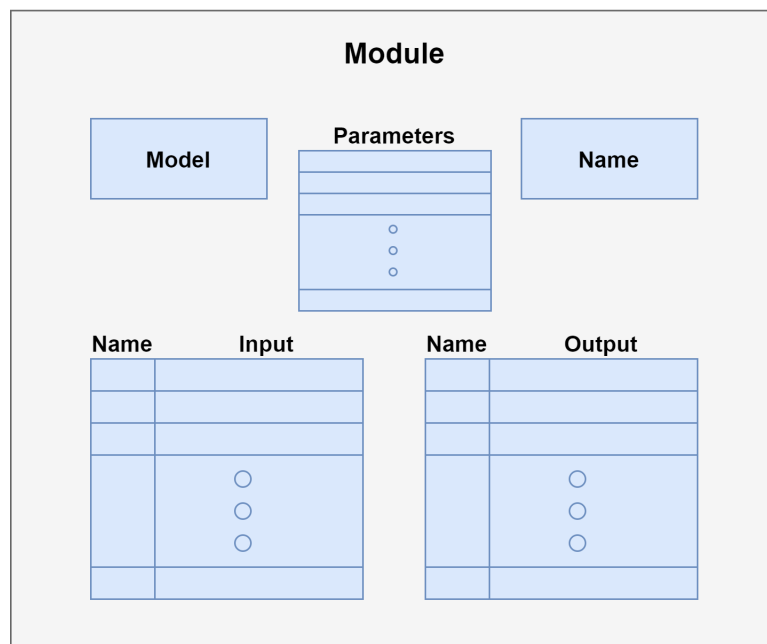 Module
Model
Parameters
Name
Name Input
Name Output